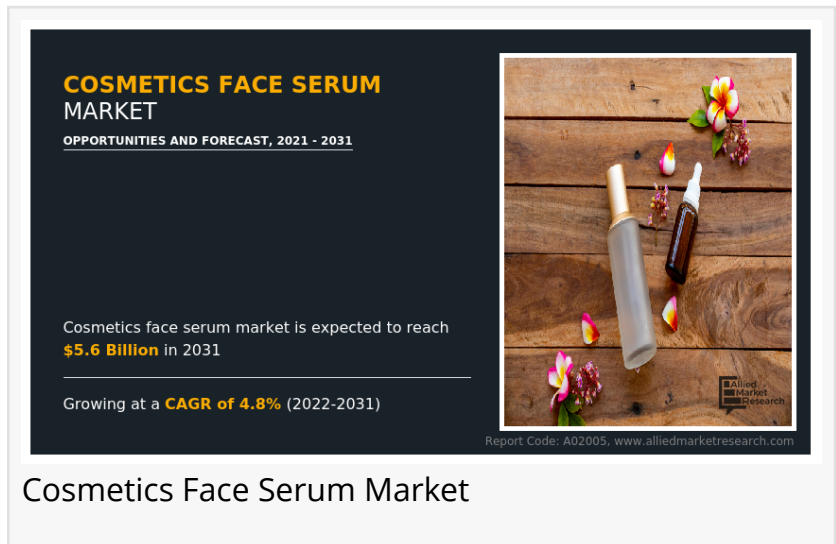 COSMETICS FACE SERUM
MARKET
OPPORTUNITIES AND FORECAST, 2021 - 2031
Cosmetics face serum market is expected to reach
$5.6 Billion in 2031
Growing at a CAGR of 4.8% (2022-2031)
Allied
Market
Research
Report Code: A02005, www.alliedmarketresearch.com
Cosmetics Face Serum Market